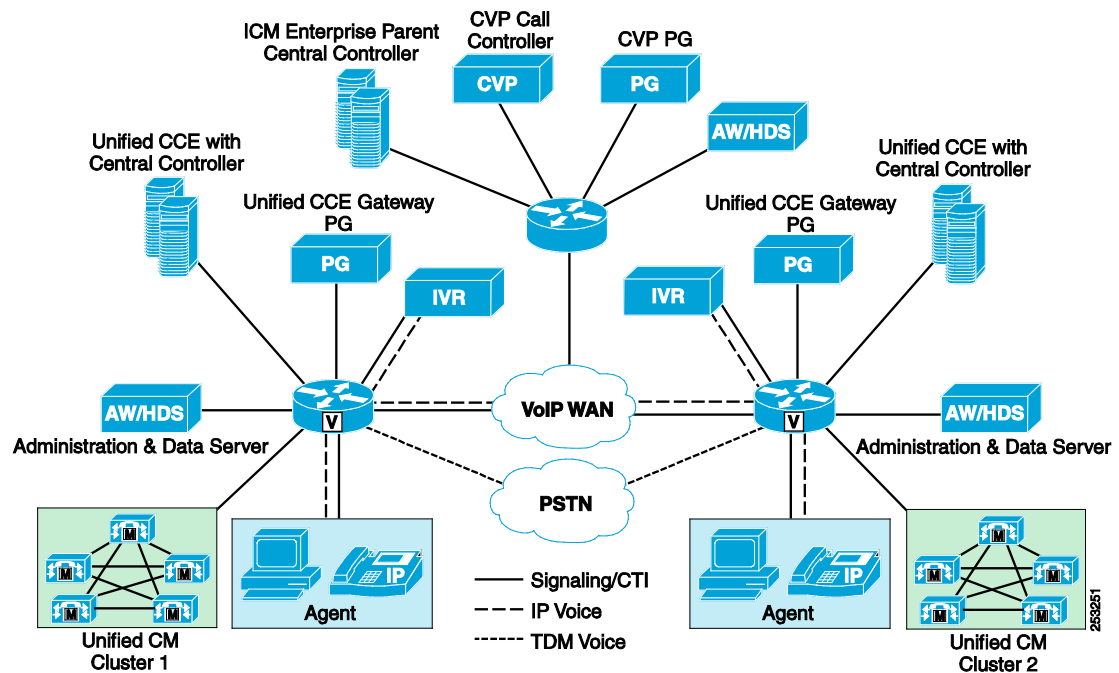 ICM Enterprise Parent
Central Controller
CVP Call
Controller
CVP PG
CVP
PG
AW/HDS
Unified CCE with
Central Controller
Unified CCE with
Central Controller
Unified CCE Gateway
PG
Unified CCE Gateway
PG
PG
PG
IVR
IVR
AW/HDS
Administration & Data Server
V
VoIP WAN
V
AW/HDS
Administration & Data Server
PSTN
M
M
M
M
M
Unified CM
Cluster 1
IP
Agent
Signaling/CTI
IP Voice
TDM Voice
IP
Agent
M
M
M
M
M
Unified CM
Cluster 2
253251